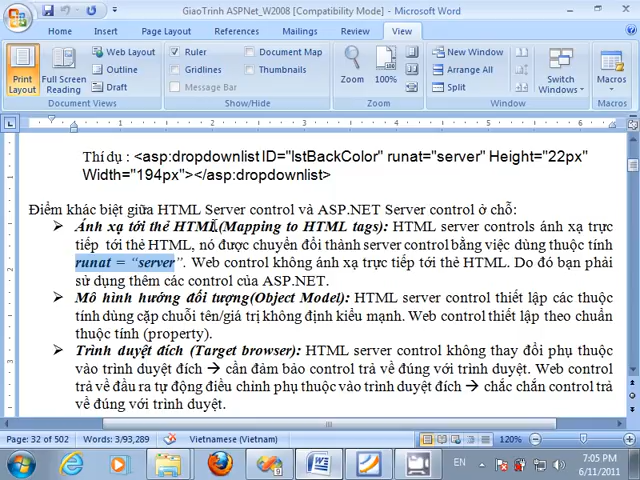 GiaoTrinh ASPNet_W2008 [Compatibility Mode] - Microsoft Word
Home Insert Page Layout References Mailings Review View
Print Layout Full Screen Reading Web Layout Outline Draft
Document Views
Ruler Gridlines Message Bar Document Map Thumbnails
Show/Hide
Zoom 100%
Zoom
New Window Arrange All Split Switch Windows
Window
Macros
Macros
Thí dụ : <asp:dropdownlist ID="lstBackColor" runat="server" Height="22px"
Width="194px"></asp:dropdownlist>
Điểm khác biệt giữa HTML Server control và ASP.NET Server control ở chỗ:
➢ Ánh xạ tới thẻ HTML(Mapping to HTML tags): HTML server controls ánh xạ trực
tiếp tới thẻ HTML, nó được chuyển đổi thành server control bằng việc dùng thuộc tính
runat = “server”. Web control không ánh xạ trực tiếp tới thẻ HTML. Do đó bạn phải
sử dụng thêm các control của ASP.NET.
➢ Mô hình hướng đối tượng(Object Model): HTML server control thiết lập các thuộc
tính dùng cặp chuỗi tên/giá trị không định kiểu mạnh. Web control thiết lập theo chuẩn
thuộc tính (property).
➢ Trình duyệt đích (Target browser): HTML server control không thay đổi phụ thuộc
vào trình duyệt đích → cần đảm bảo control trả về đúng với trình duyệt. Web control
trả về đầu ra tự động điều chỉnh phụ thuộc vào trình duyệt đích → chắc chắn control trả
về đúng với trình duyệt.
Page: 32 of 502 Words: 3/93,289 Vietnamese (Vietnam) 120%
EN 7:05 PM
6/11/2011